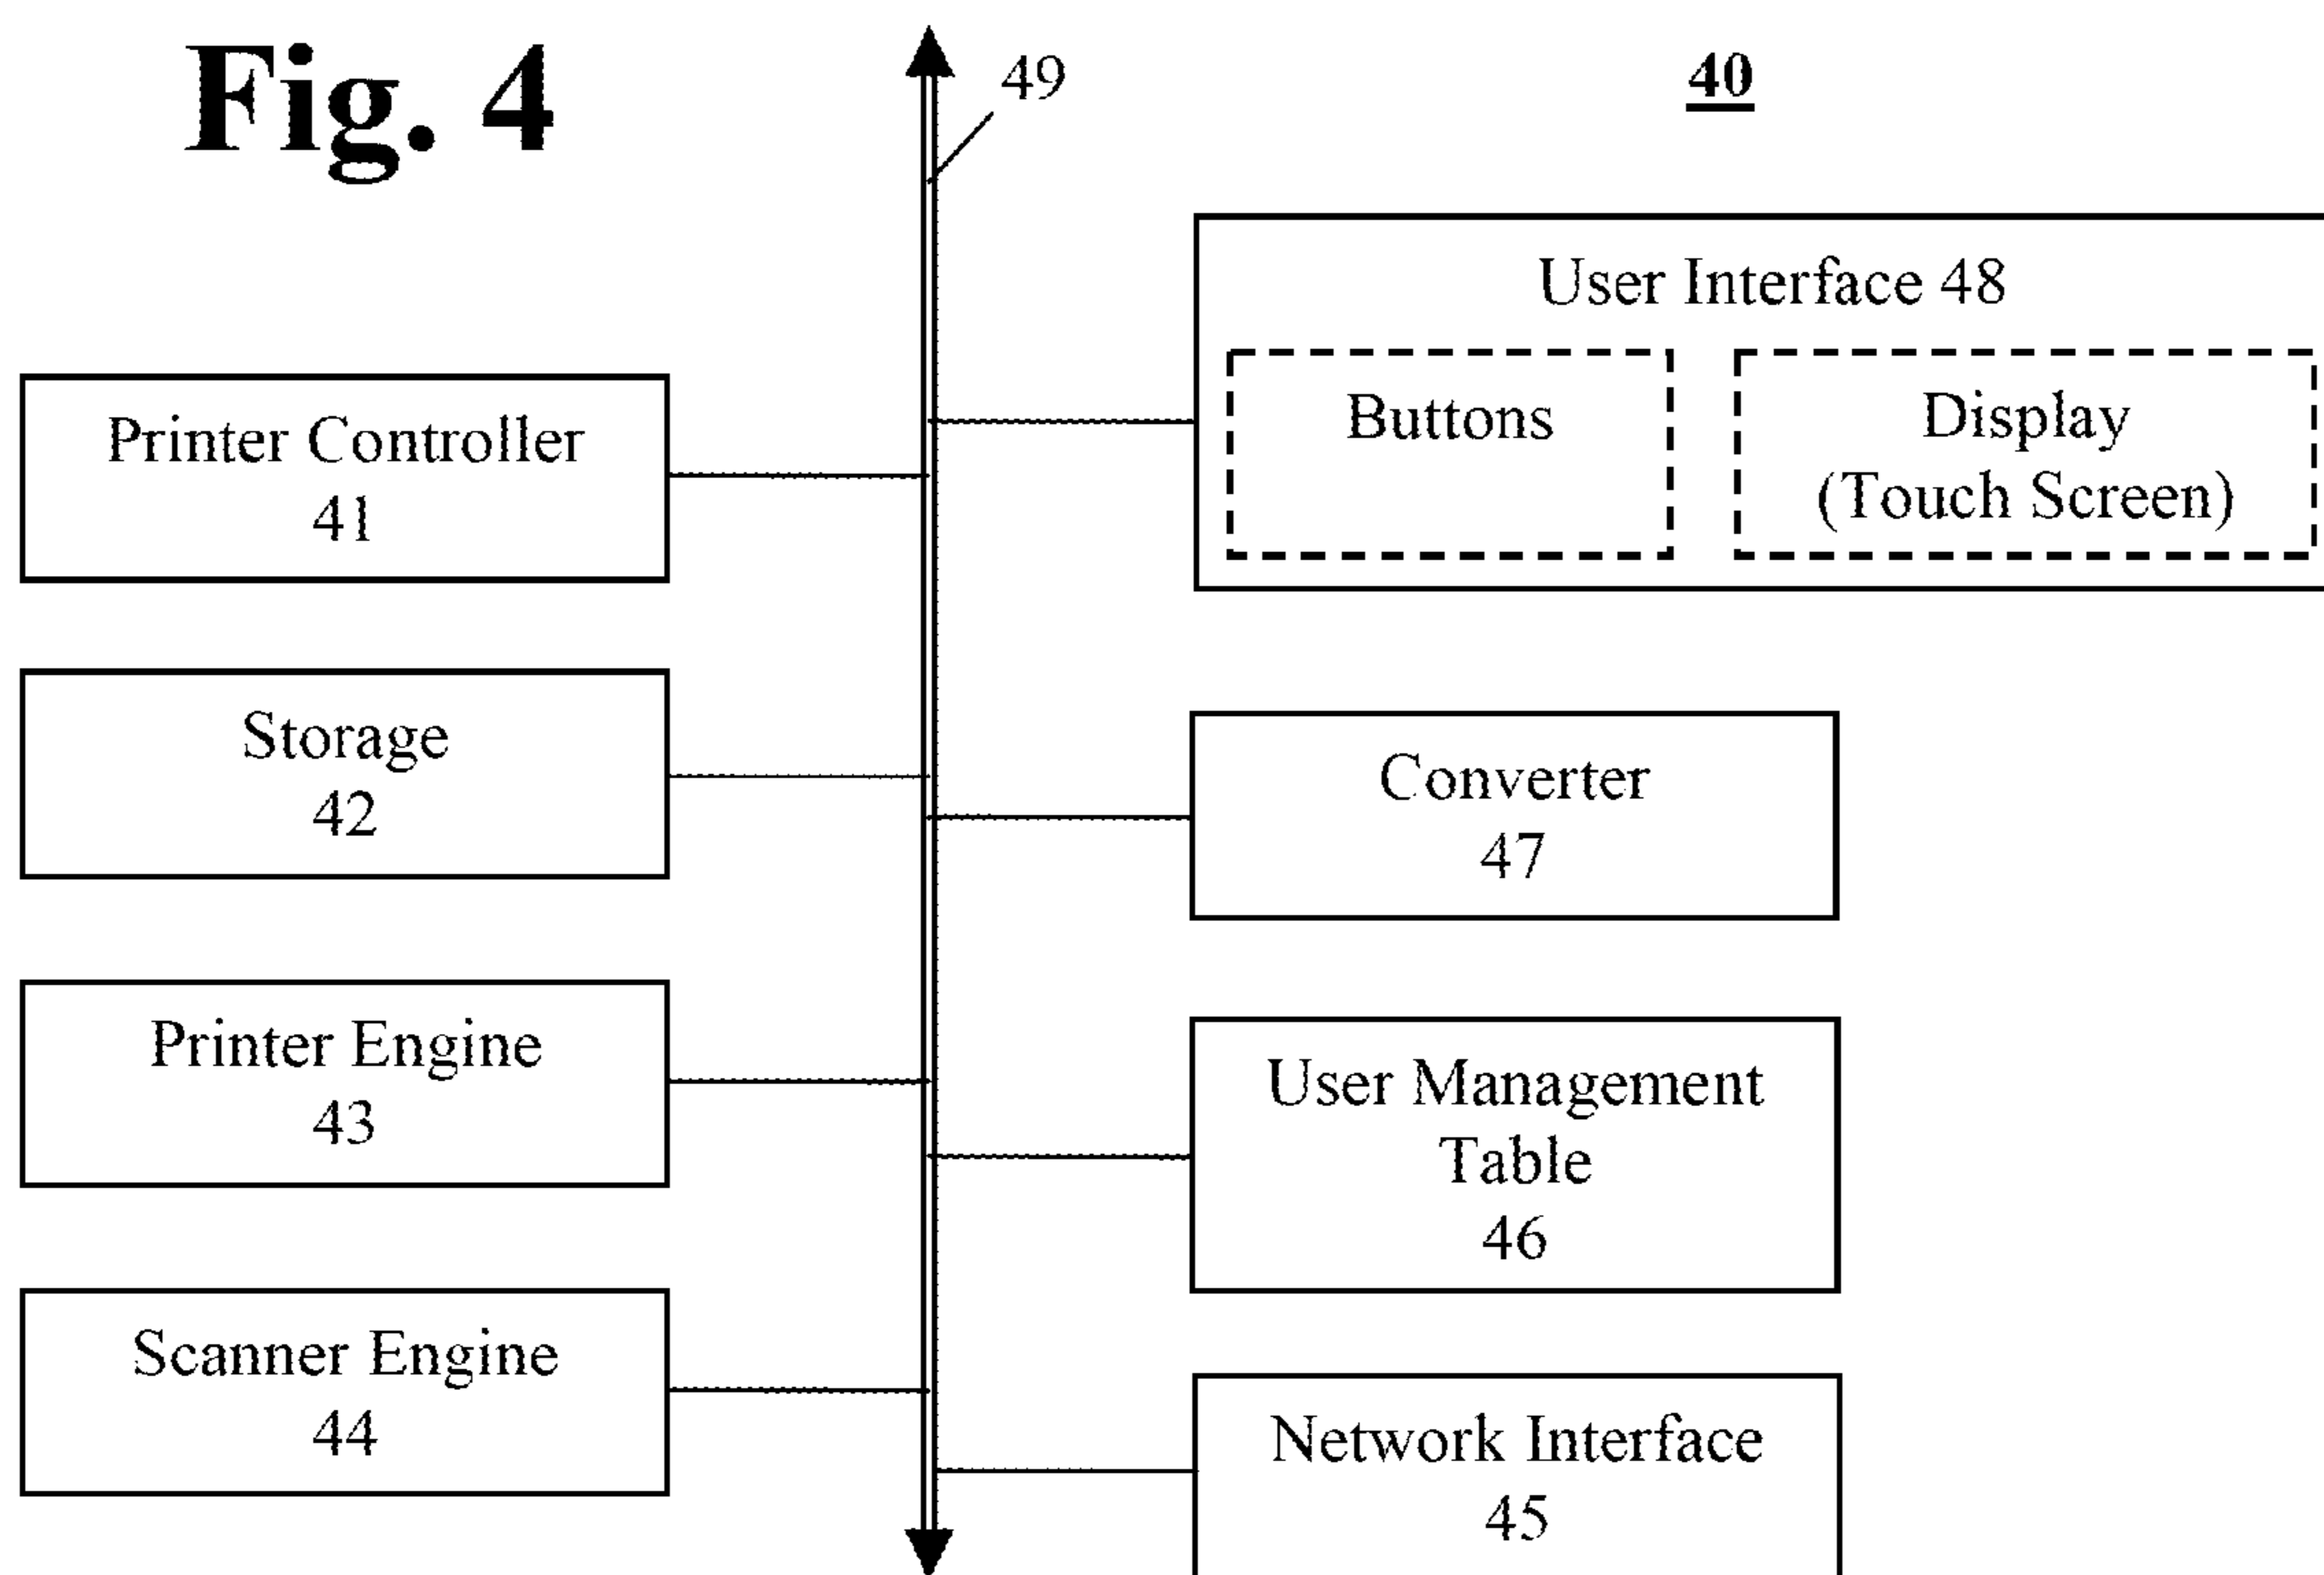 Fig. 4
49
40
User Interface 48
Buttons
Display
(Touch Screen)
Printer Controller
41
Storage
42
Converter
47
Printer Engine
43
User Management
Table
46
Scanner Engine
44
Network Interface
45